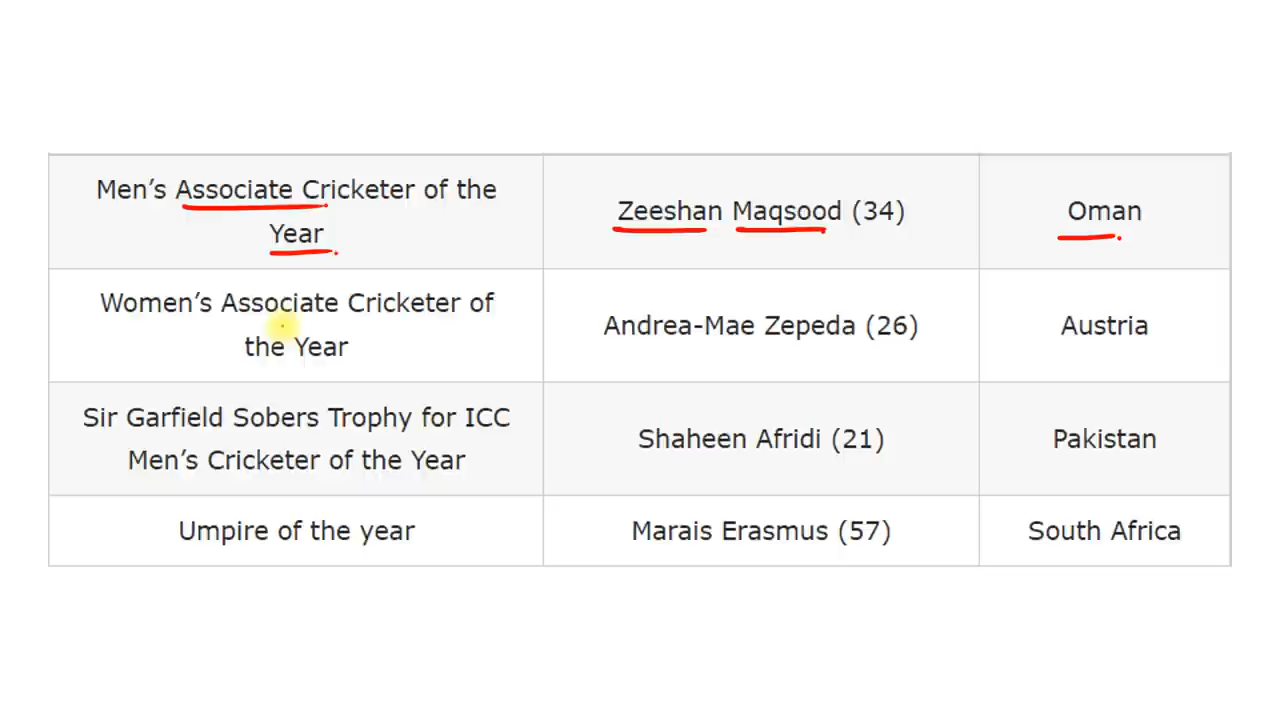 Men’s Associate Cricketer of the
Year
Zeeshan Maqsood (34)
Oman
Women’s Associate Cricketer of
the Year
Andrea-Mae Zepeda (26)
Austria
Sir Garfield Sobers Trophy for ICC
Men’s Cricketer of the Year
Shaheen Afridi (21)
Pakistan
Umpire of the year
Marais Erasmus (57)
South Africa